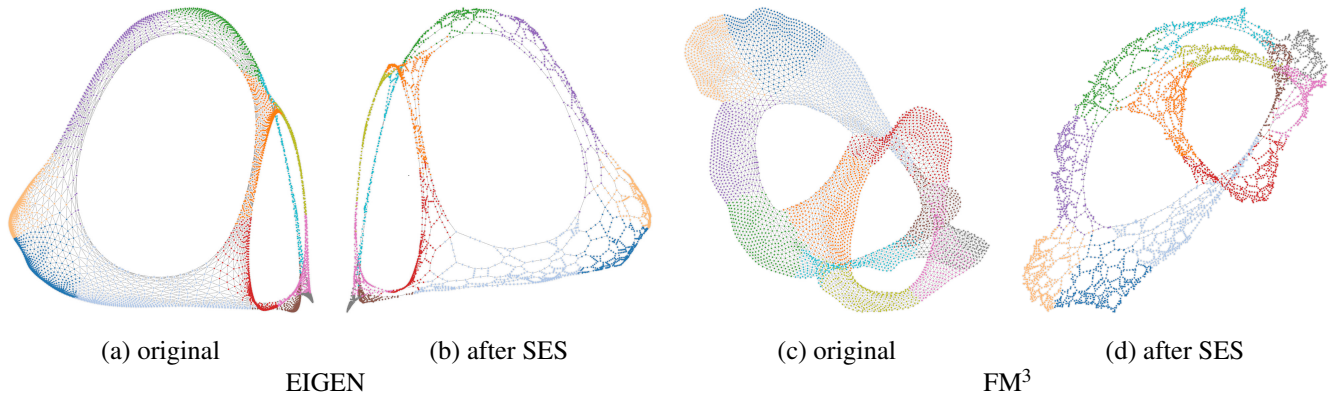 (a) original (b) after SES (c) original (d) after SES
EIGEN FM³